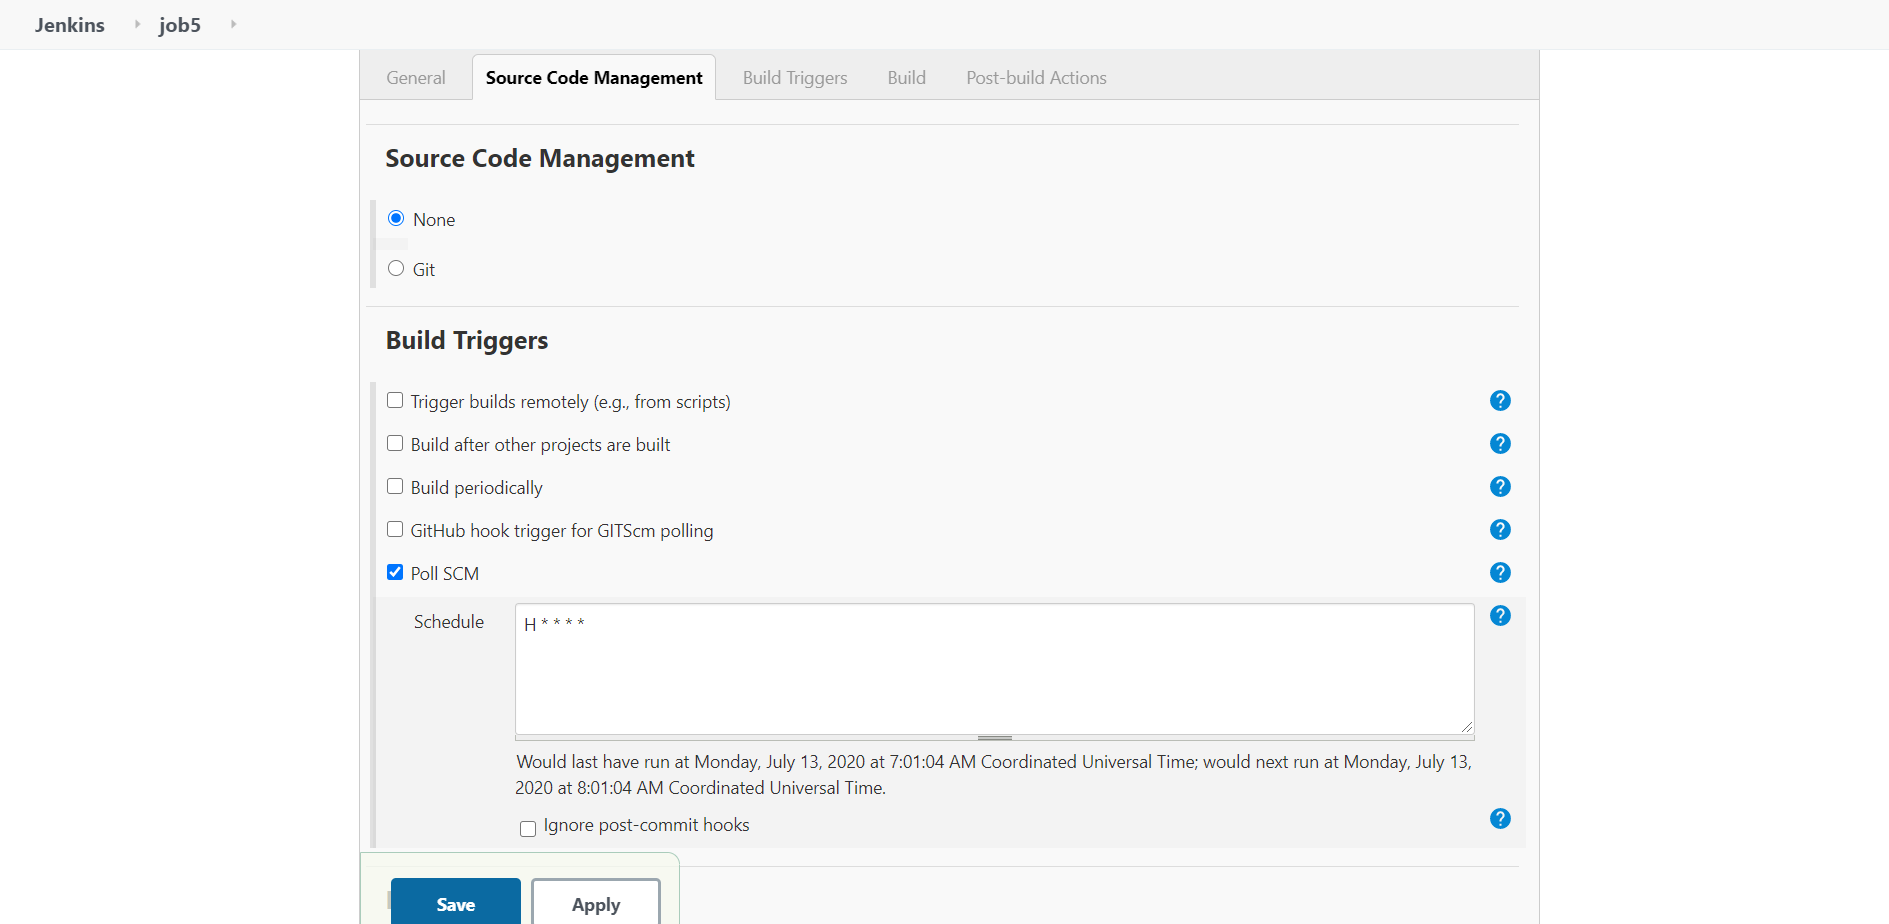 Jenkins job5
General Source Code Management Build Triggers Build Post-build Actions
Source Code Management
None
Git
Build Triggers
Trigger builds remotely (e.g., from scripts) ?
Build after other projects are built ?
Build periodically ?
GitHub hook trigger for GITScm polling ?
Poll SCM ?
Schedule H * * * * ?
Would last have run at Monday, July 13, 2020 at 7:01:04 AM Coordinated Universal Time; would next run at Monday, July 13,
2020 at 8:01:04 AM Coordinated Universal Time.
Ignore post-commit hooks ?
Save Apply